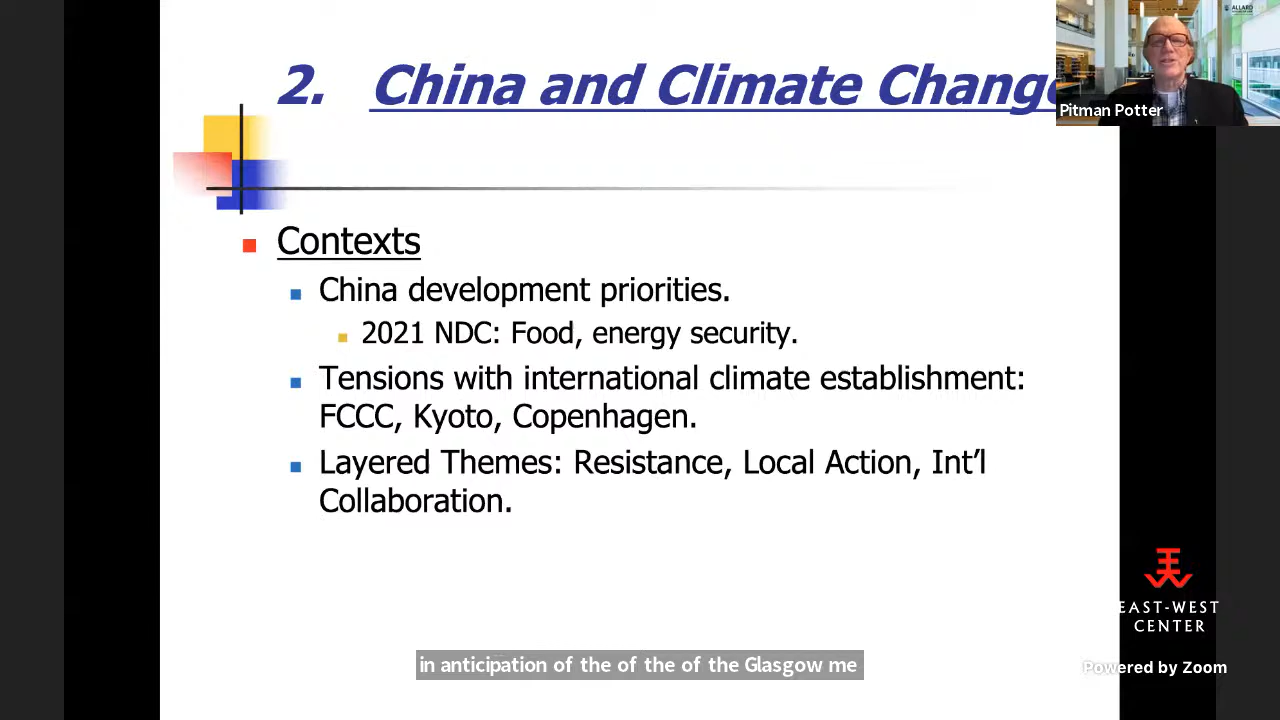 2. China and Climate Chang
ALLARD
Pitman Potter
Contexts
China development priorities.
2021 NDC: Food, energy security.
Tensions with international climate establishment:
FCCC, Kyoto, Copenhagen.
Layered Themes: Resistance, Local Action, Int'l
Collaboration.
EAST-WEST
CENTER
in anticipation of the of the of the Glasgow me
Powered by Zoom